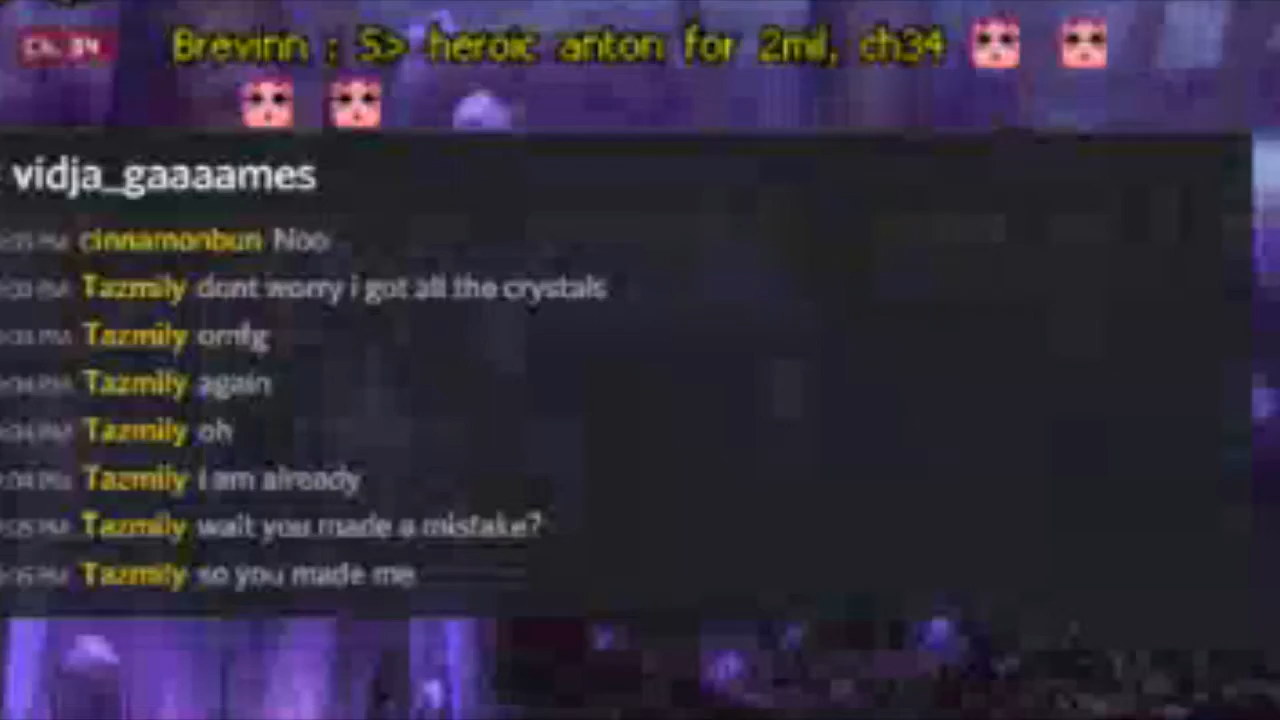 Ch. 34 Brevinn : S> heroic anton for 2mil, ch34
vidja_gaaaames
cinnamonbun Noo
Tazmily dont worry i got all the crystals
Tazmily omfg
Tazmily again
Tazmily oh
Tazmily i am already
Tazmily wait you made a mistake?
Tazmily so you made me